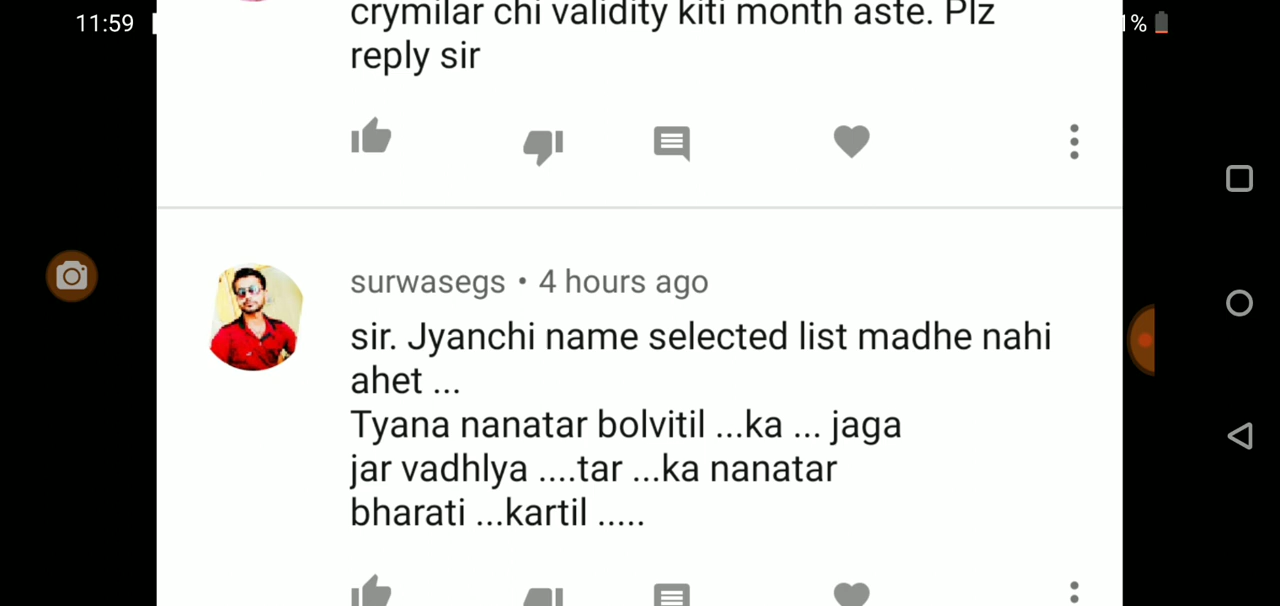 11:59
1%
crymilar chi validity kiti month aste. Plz
reply sir
surwasegs • 4 hours ago
sir. Jyanchi name selected list madhe nahi
ahet ...
Tyana nanatar bolvitil ...ka ... jaga
jar vadhlya ....tar ...ka nanatar
bharati ...kartil .....